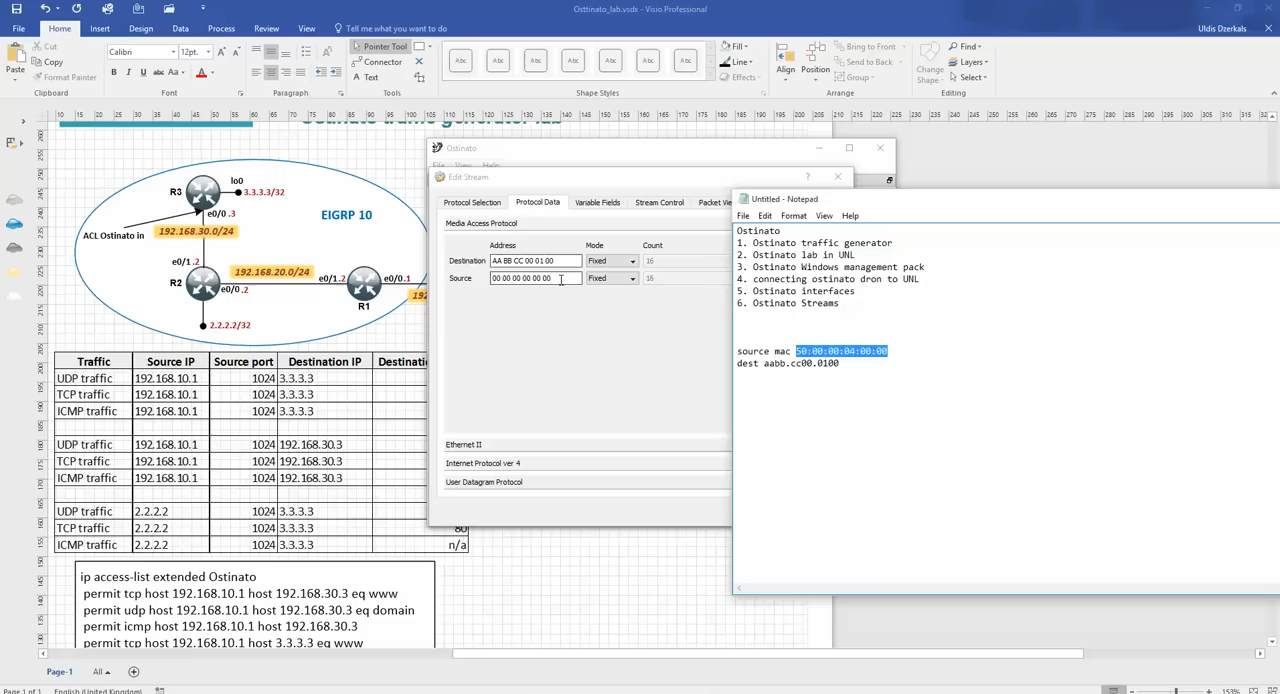 Osttinato_lab.vsdx - Visio Professional
File
Home
Insert
Design
Data
Process
Review
View
Tell me what you want to do
Uldis Dzerkals
Paste
Cut
Copy
Format Painter
Clipboard
Calibri
12pt.
B I U abc Aa A
Font
Paragraph
Pointer Tool
Connector
A Text
Tools
Abc Abc Abc Abc Abc Abc Abc
Fill
Line
Effects
Shape Styles
Align
Position
Bring to Front
Send to Back
Group
Arrange
Change Shape
Find
Layers
Select
Editing
Ostinato traffic generator lab
R3
lo0
3.3.3.3/32
e0/0 .3
ACL Ostinato in
192.168.30.0/24
EIGRP 10
e0/1 .2
R2
192.168.20.0/24
e0/0 .2
e0/1.2
e0/0.1
R1
2.2.2.2/32
Traffic Source IP Source port Destination IP
UDP traffic 192.168.10.1 1024 3.3.3.3
TCP traffic 192.168.10.1 1024 3.3.3.3
ICMP traffic 192.168.10.1 1024 3.3.3.3
UDP traffic 192.168.10.1 1024 192.168.30.3
TCP traffic 192.168.10.1 1024 192.168.30.3
ICMP traffic 192.168.10.1 1024 192.168.30.3
UDP traffic 2.2.2.2 1024 3.3.3.3
TCP traffic 2.2.2.2 1024 3.3.3.3 80
ICMP traffic 2.2.2.2 1024 3.3.3.3 n/a
ip access-list extended Ostinato
permit tcp host 192.168.10.1 host 192.168.30.3 eq www
permit udp host 192.168.10.1 host 192.168.30.3 eq domain
permit icmp host 192.168.10.1 host 192.168.30.3
permit tcp host 192.168.10.1 host 3.3.3.3 eq www
Ostinato
File View Help
Edit Stream
Protocol Selection
Protocol Data
Variable Fields
Stream Control
Packet Vie
Media Access Protocol
Address Mode Count
Destination AA BB CC 00 01 00 Fixed 16
Source 00 00 00 00 00 00 Fixed 16
Ethernet II
Internet Protocol ver 4
User Datagram Protocol
Untitled - Notepad
File Edit Format View Help
Ostinato
1. Ostinato traffic generator
2. Ostinato lab in UNL
3. Ostinato Windows management pack
4. connecting ostinato dron to UNL
5. Ostinato interfaces
6. Ostinato Streams
source mac 50:00:00:04:00:00
dest aabb.cc00.0100
Page-1
All
Page 1 of 1
English (United Kingdom)
153%